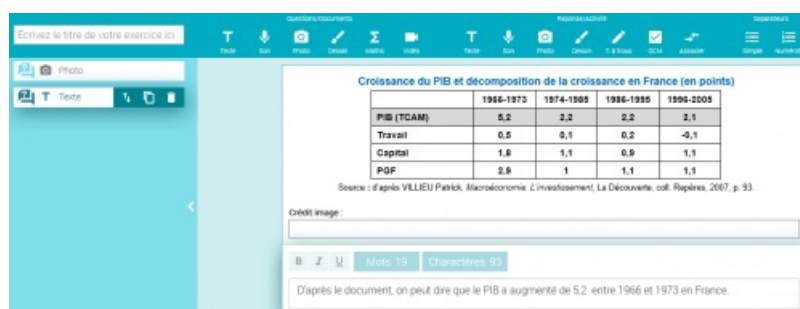 Questions/Documents
Réponse/Activité
Séparateurs
Écrivez le titre de votre exercice ici
Texte Son Photo Dessin Maths Vidéo Texte Son Photo Dessin T. à trous QCM Associer Simple Numéroté
Photo
Texte
Croissance du PIB et décomposition de la croissance en France (en points)
1966-1973 1974-1985 1986-1995 1996-2005
PIB (TCAM) 5,2 2,2 2,2 2,1
Travail 0,5 0,1 0,2 -0,1
Capital 1,8 1,1 0,9 1,1
PGF 2,9 1 1,1 1,1
Source : d'après VILLIEU Patrick, Macroéconomie. L'investissement, La Découverte, coll. Repères, 2007, p. 93.
Crédit image :
B I U Mots: 19 Charactères: 93
D'après le document, on peut dire que le PIB a augmenté de 5,2 entre 1966 et 1973 en France.